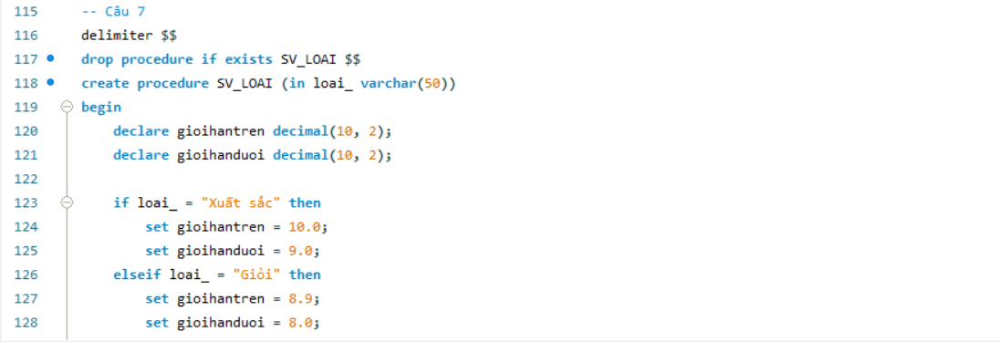 115 -- Câu 7
116 delimiter $$
117 drop procedure if exists SV_LOAI $$
118 create procedure SV_LOAI (in loai_ varchar(50))
119 begin
120 declare gioihantren decimal(10, 2);
121 declare gioihanduoi decimal(10, 2);
122
123 if loai_ = "Xuất sắc" then
124 set gioihantren = 10.0;
125 set gioihanduoi = 9.0;
126 elseif loai_ = "Giỏi" then
127 set gioihantren = 8.9;
128 set gioihanduoi = 8.0;